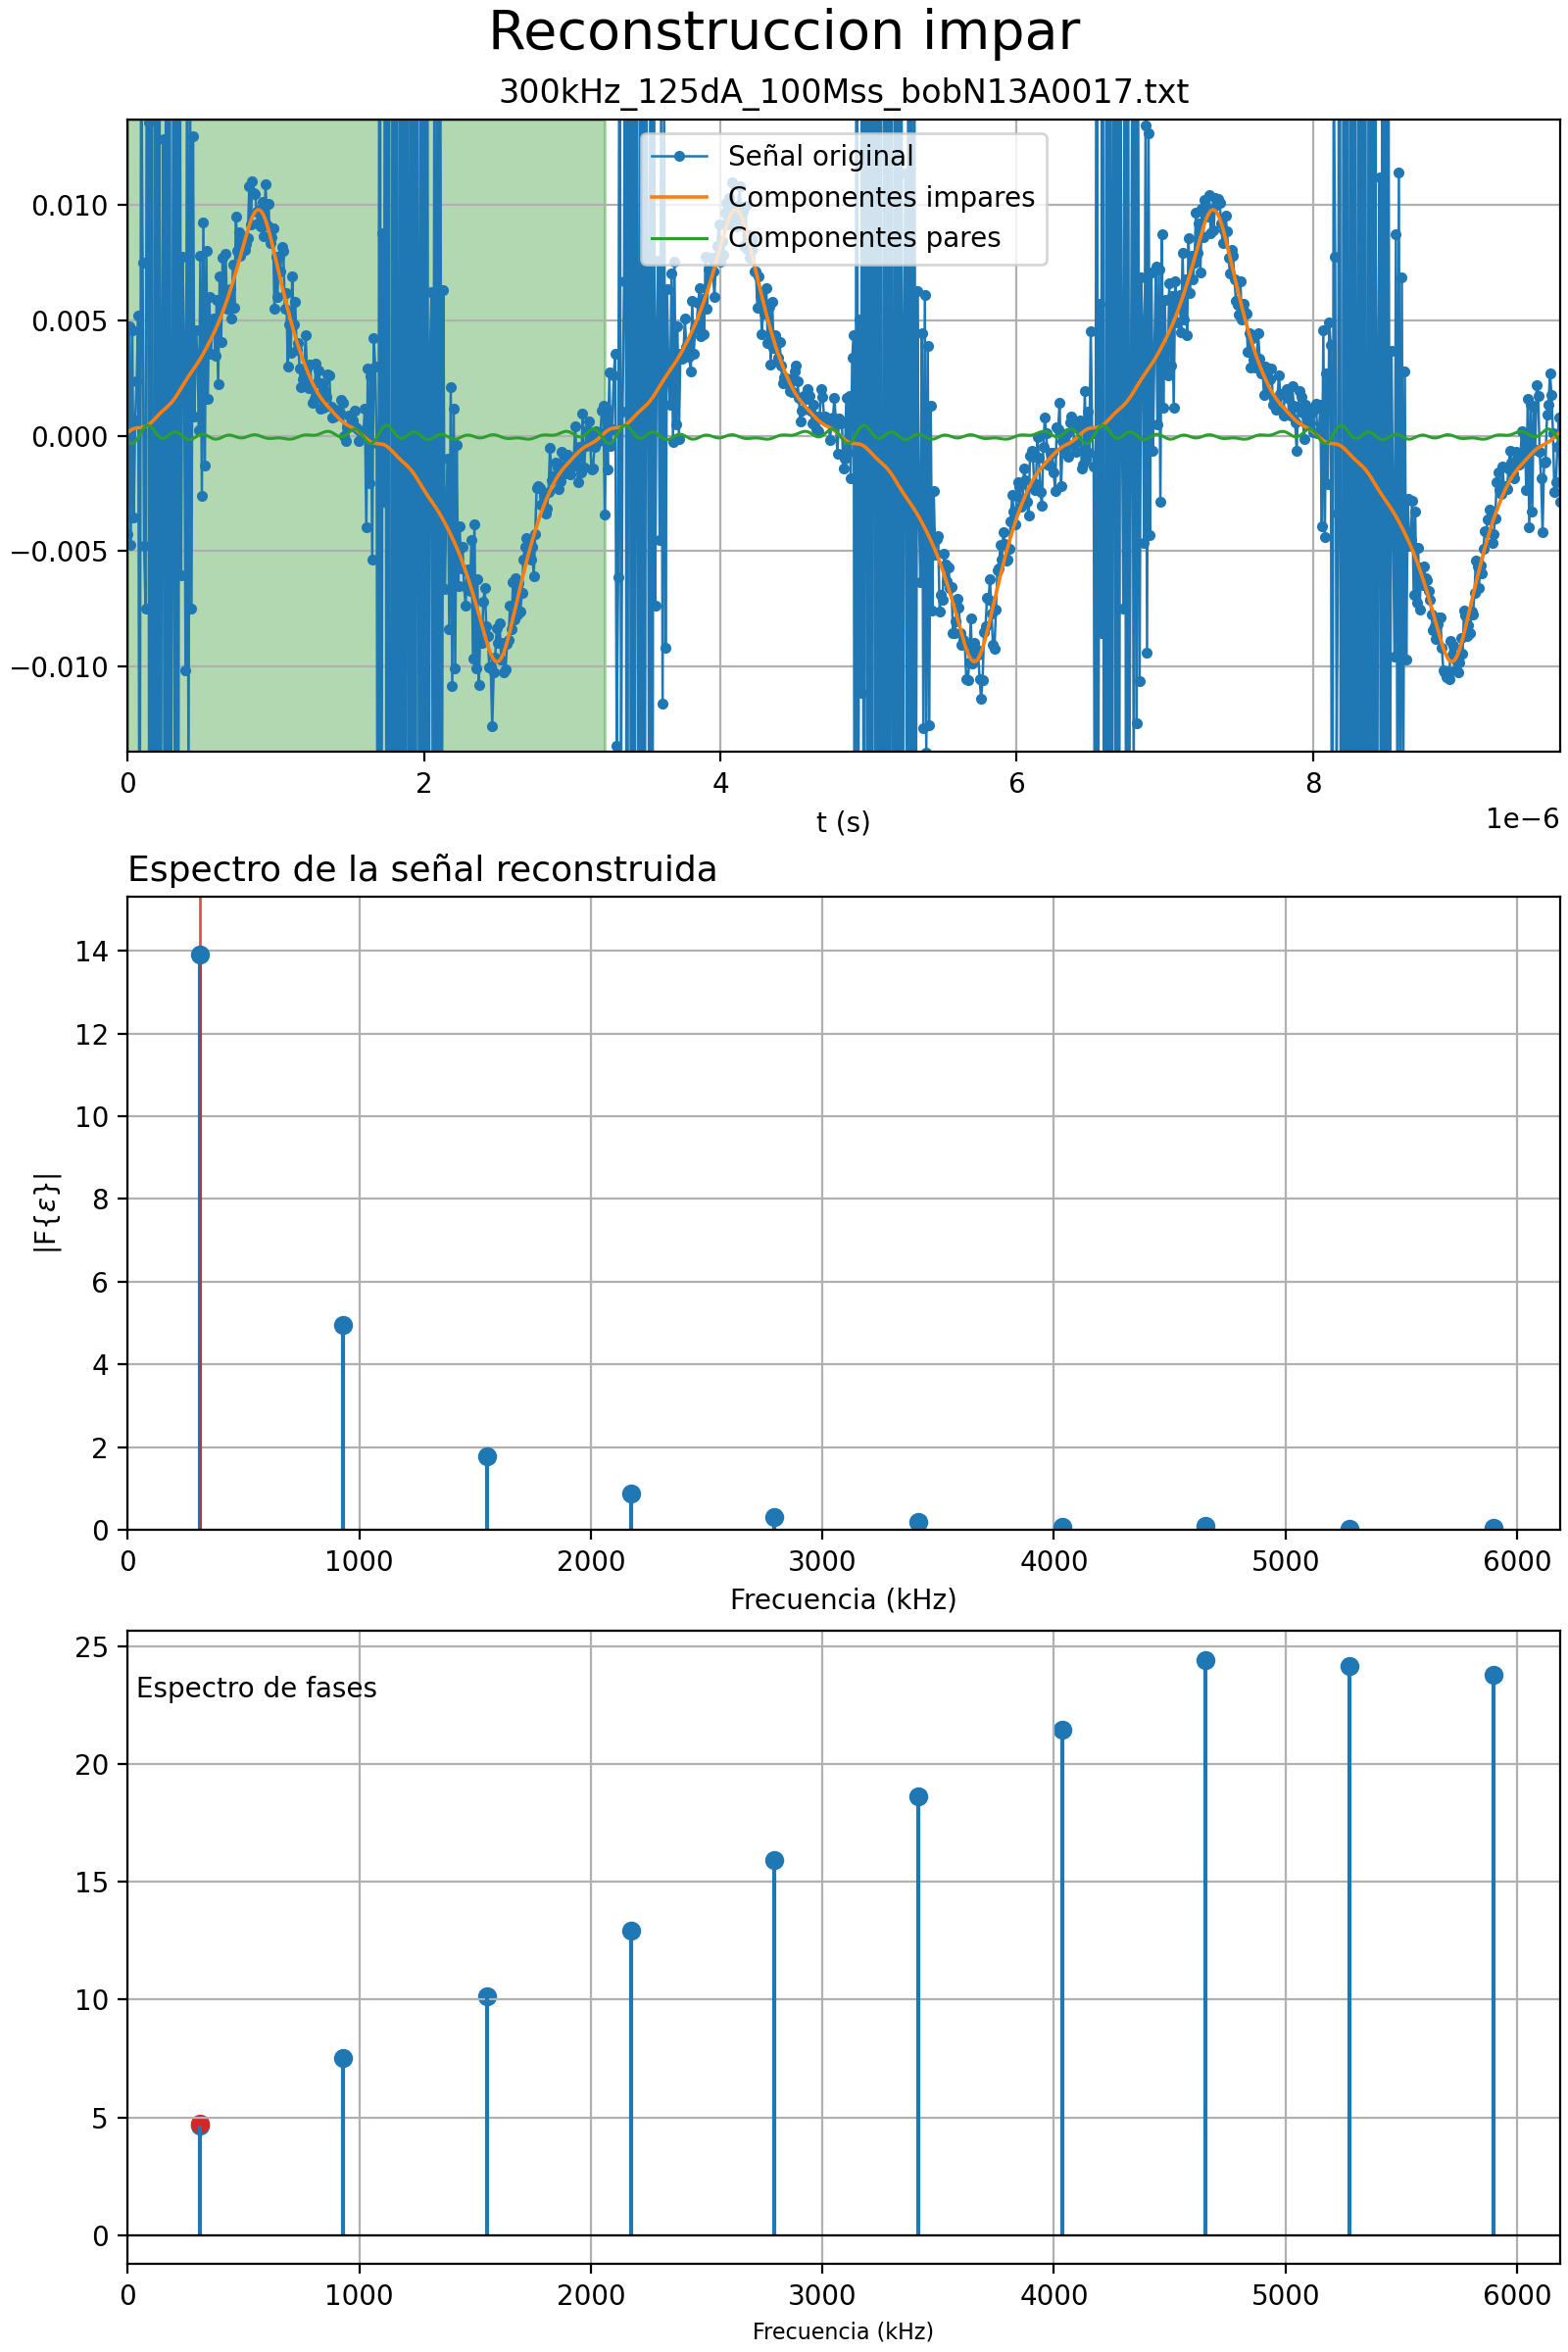 Reconstruccion impar
300kHz_125dA_100Mss_bobN13A0017.txt
Señal original
Componentes impares
Componentes pares
0.010
0.005
0.000
−0.005
−0.010
0 2 4 6 8
1e−6
t (s)
Espectro de la señal reconstruida
14
12
10
8
6
4
2
0
|F{ε}|
0 1000 2000 3000 4000 5000 6000
Frecuencia (kHz)
25
Espectro de fases
20
15
10
5
0
0 1000 2000 3000 4000 5000 6000
Frecuencia (kHz)